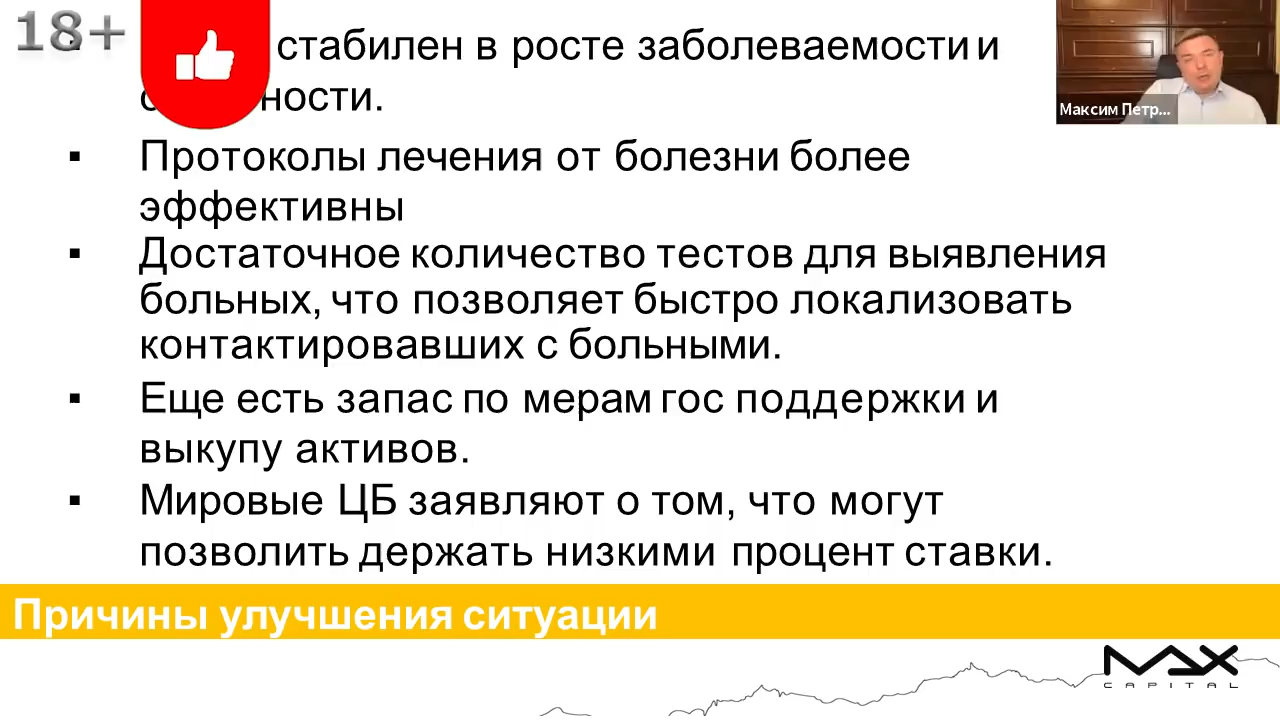 18+
стабилен в росте заболеваемости и
ности.
Максим Петр...
▪ Протоколы лечения от болезни более
эффективны
▪ Достаточное количество тестов для выявления
больных, что позволяет быстро локализовать
контактировавших с больными.
▪ Еще есть запас по мерам гос поддержки и
выкупу активов.
▪ Мировые ЦБ заявляют о том, что могут
позволить держать низкими процент ставки.
Причины улучшения ситуации
MAX
CAPITAL